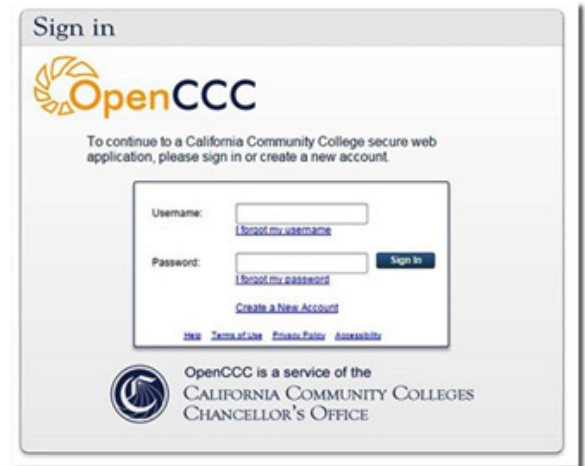 Sign in
OpenCCC
To continue to a California Community College secure web
application, please sign in or create a new account.
Username:
I forgot my username
Password:
Sign In
I forgot my password
Create a New Account
Help Terms of Use Privacy Policy Accessibility
OpenCCC is a service of the
CALIFORNIA COMMUNITY COLLEGES
CHANCELLOR'S OFFICE